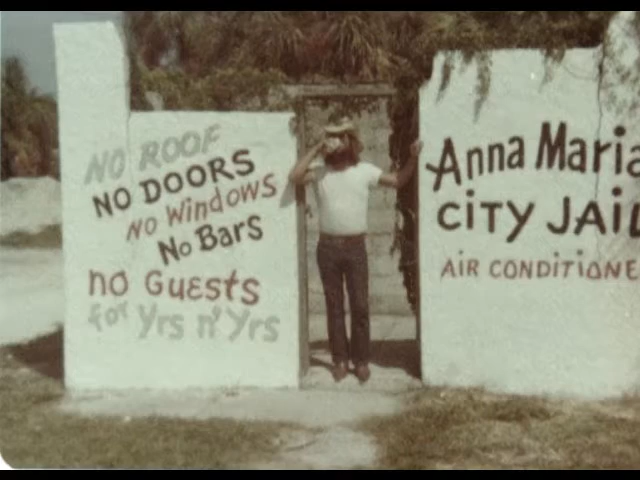 NO ROOF
NO DOORS
NO WindowS
No Bars
no Guests
for Yrs n' Yrs
Anna Maria
CITY JAIL
AIR CONDITIONE